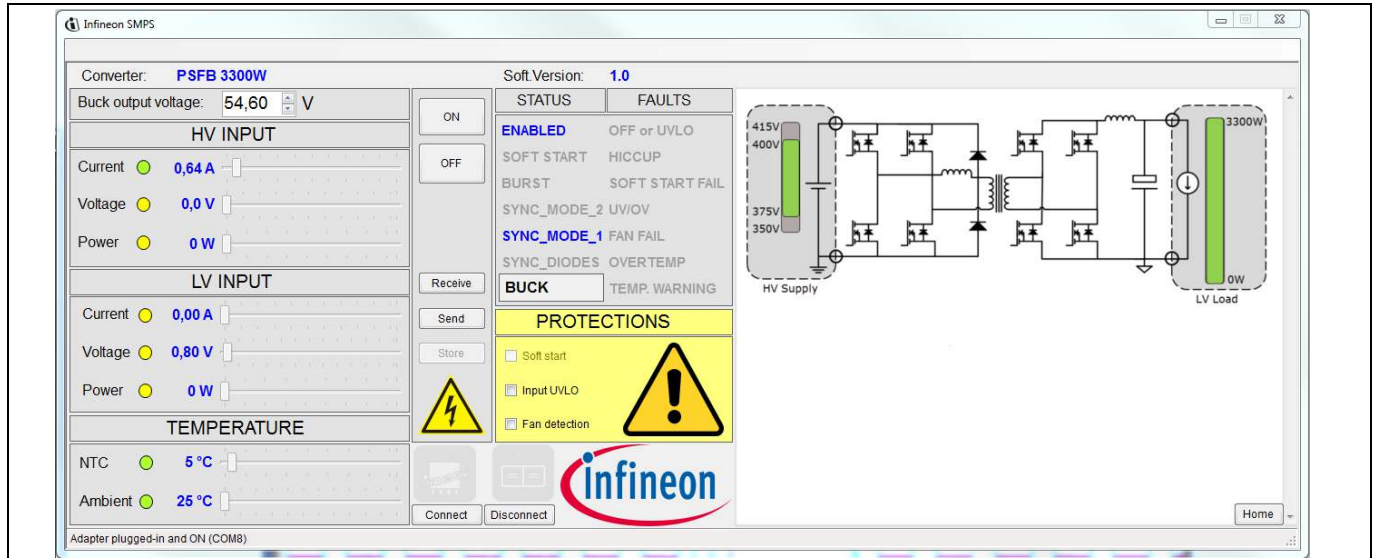 Infineon SMPS
Converter: PSFB 3300W Soft.Version: 1.0
Buck output voltage: 54,60 V
HV INPUT
Current 0,64 A
Voltage 0,0 V
Power 0 W
LV INPUT
Current 0,00 A
Voltage 0,80 V
Power 0 W
TEMPERATURE
NTC 5 °C
Ambient 25 °C
ON
OFF
Receive
Send
Store
Connect
Disconnect
STATUS FAULTS
ENABLED OFF or UVLO
SOFT START HICCUP
BURST SOFT START FAIL
SYNC_MODE_2 UV/OV
SYNC_MODE_1 FAN FAIL
SYNC_DIODES OVERTEMP
BUCK TEMP. WARNING
PROTECTIONS
Soft start
Input UVLO
Fan detection
infineon
415V
400V
375V
350V
HV Supply
3300W
0W
LV Load
Home
Adapter plugged-in and ON (COM8)